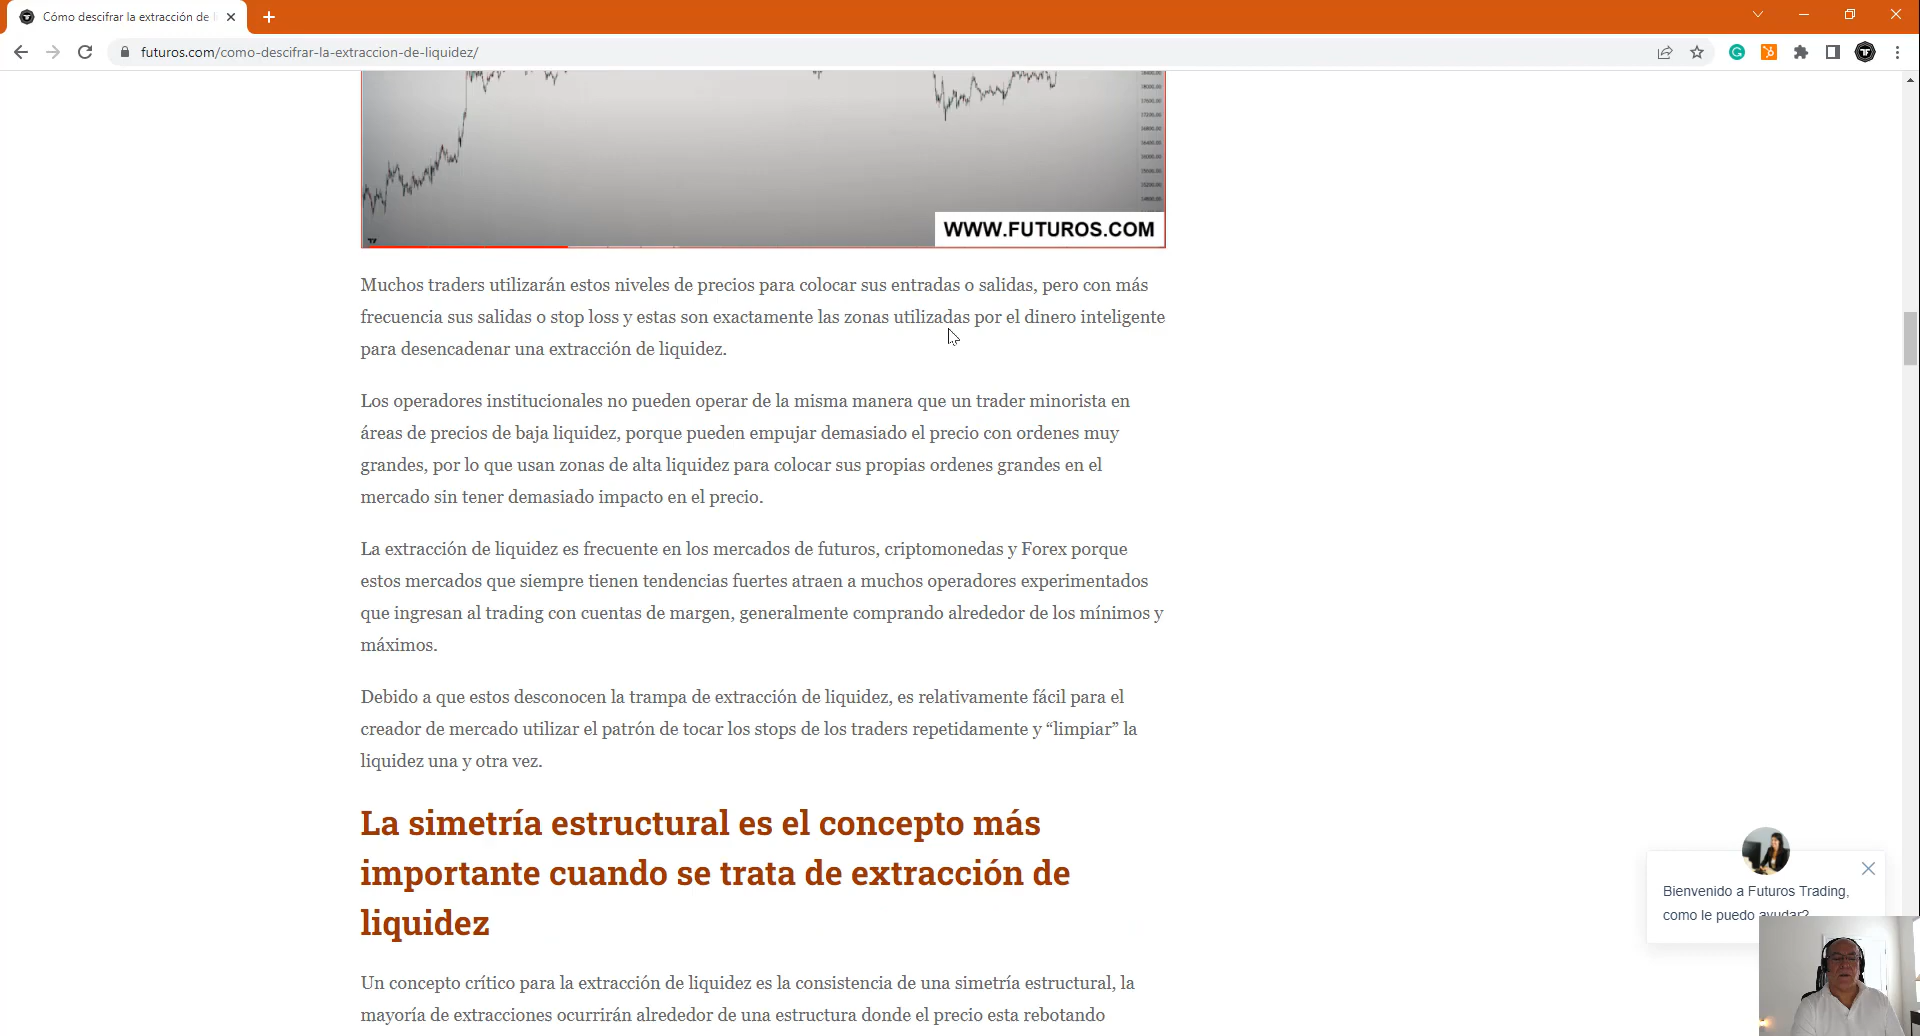 Cómo descifrar la extracción de l
futuros.com/como-descifrar-la-extraccion-de-liquidez/
WWW.FUTUROS.COM
Muchos traders utilizarán estos niveles de precios para colocar sus entradas o salidas, pero con más
frecuencia sus salidas o stop loss y estas son exactamente las zonas utilizadas por el dinero inteligente
para desencadenar una extracción de liquidez.
Los operadores institucionales no pueden operar de la misma manera que un trader minorista en
áreas de precios de baja liquidez, porque pueden empujar demasiado el precio con ordenes muy
grandes, por lo que usan zonas de alta liquidez para colocar sus propias ordenes grandes en el
mercado sin tener demasiado impacto en el precio.
La extracción de liquidez es frecuente en los mercados de futuros, criptomonedas y Forex porque
estos mercados que siempre tienen tendencias fuertes atraen a muchos operadores experimentados
que ingresan al trading con cuentas de margen, generalmente comprando alrededor de los mínimos y
máximos.
Debido a que estos desconocen la trampa de extracción de liquidez, es relativamente fácil para el
creador de mercado utilizar el patrón de tocar los stops de los traders repetidamente y “limpiar” la
liquidez una y otra vez.
La simetría estructural es el concepto más
importante cuando se trata de extracción de
liquidez
Un concepto crítico para la extracción de liquidez es la consistencia de una simetría estructural, la
mayoría de extracciones ocurrirán alrededor de una estructura donde el precio esta rebotando
Bienvenido a Futuros Trading,
como le puedo ayudar?